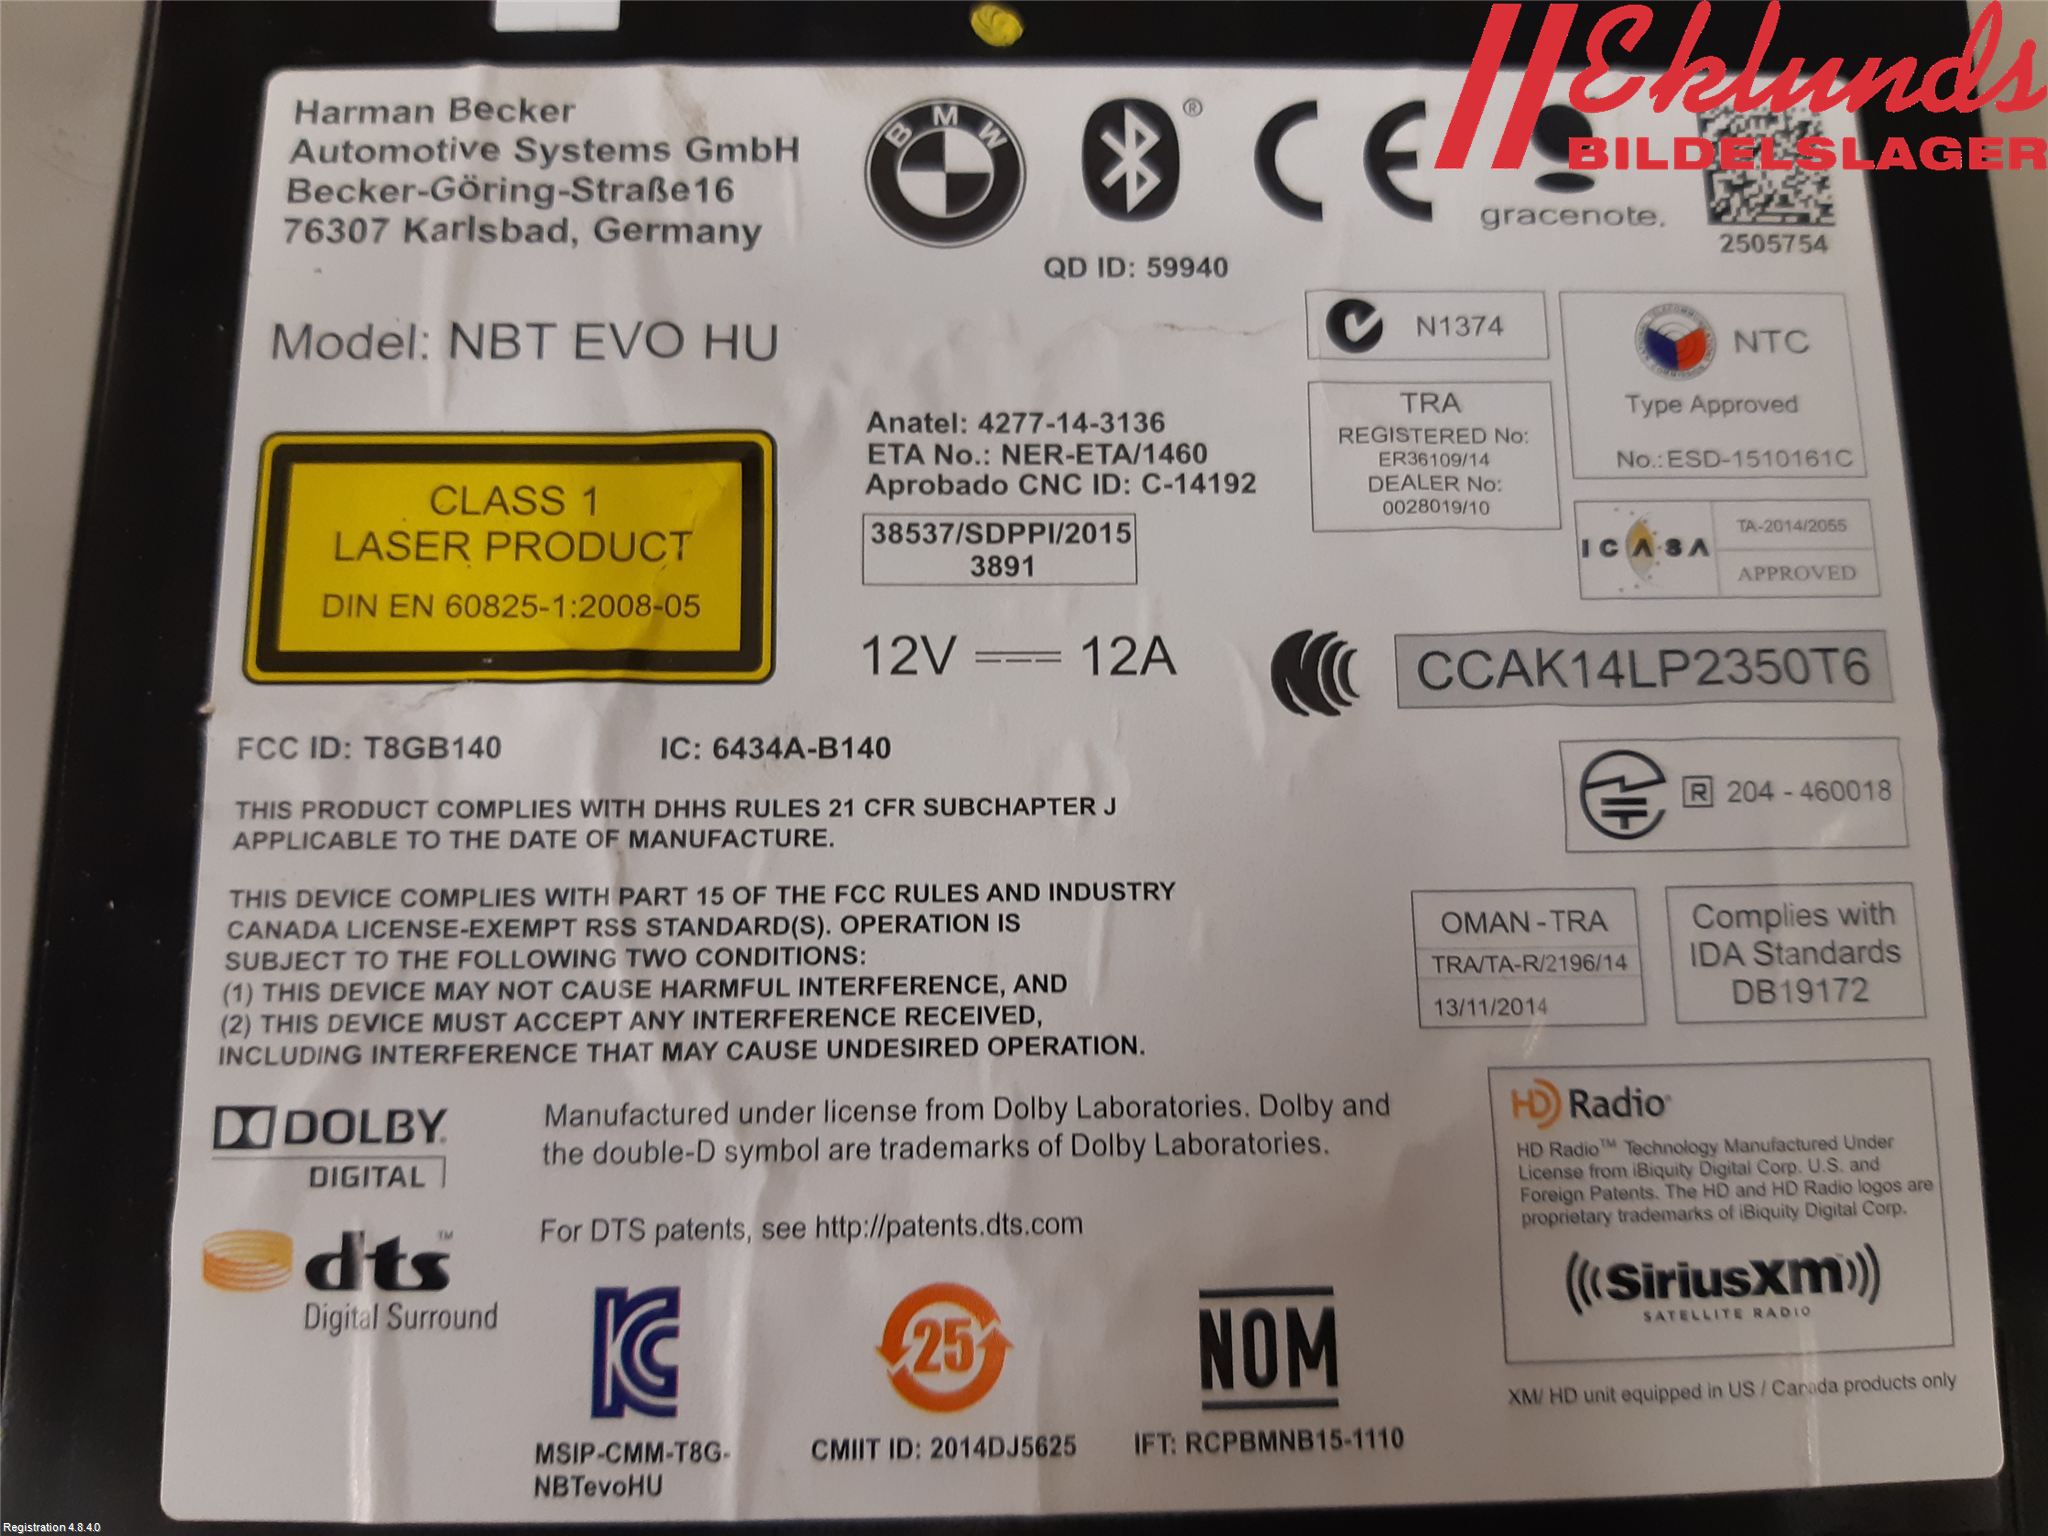 Eklunds
BILDELSLAGER
Harman Becker
Automotive Systems GmbH
Becker-Göring-Straße16
76307 Karlsbad, Germany
BMW
®
QD ID: 59940
CE
gracenote.
2505754
Model: NBT EVO HU
N1374
NTC
Type Approved
No.:ESD-1510161C
TRA
REGISTERED No:
ER36109/14
DEALER No:
0028019/10
CLASS 1
LASER PRODUCT
DIN EN 60825-1:2008-05
Anatel: 4277-14-3136
ETA No.: NER-ETA/1460
Aprobado CNC ID: C-14192
38537/SDPPI/2015
3891
ICASA
TA-2014/2055
APPROVED
12V 12A
CCAK14LP2350T6
FCC ID: T8GB140 IC: 6434A-B140
R 204 - 460018
THIS PRODUCT COMPLIES WITH DHHS RULES 21 CFR SUBCHAPTER J
APPLICABLE TO THE DATE OF MANUFACTURE.
THIS DEVICE COMPLIES WITH PART 15 OF THE FCC RULES AND INDUSTRY
CANADA LICENSE-EXEMPT RSS STANDARD(S). OPERATION IS
SUBJECT TO THE FOLLOWING TWO CONDITIONS:
(1) THIS DEVICE MAY NOT CAUSE HARMFUL INTERFERENCE, AND
(2) THIS DEVICE MUST ACCEPT ANY INTERFERENCE RECEIVED,
INCLUDING INTERFERENCE THAT MAY CAUSE UNDESIRED OPERATION.
OMAN - TRA
TRA/TA-R/2196/14
13/11/2014
Complies with
IDA Standards
DB19172
DOLBY
DIGITAL
Manufactured under license from Dolby Laboratories. Dolby and
the double-D symbol are trademarks of Dolby Laboratories.
HD Radio
HD Radio™ Technology Manufactured Under
License from iBiquity Digital Corp. U.S. and
Foreign Patents. The HD and HD Radio logos are
proprietary trademarks of iBiquity Digital Corp.
SiriusXm
SATELLITE RADIO
XM/ HD unit equipped in US / Canada products only
dts™
Digital Surround
For DTS patents, see http://patents.dts.com
KC
MSIP-CMM-T8G-
NBTevoHU
25
CMIIT ID: 2014DJ5625
NOM
IFT: RCPBMNB15-1110
Registration 4.8.4.0